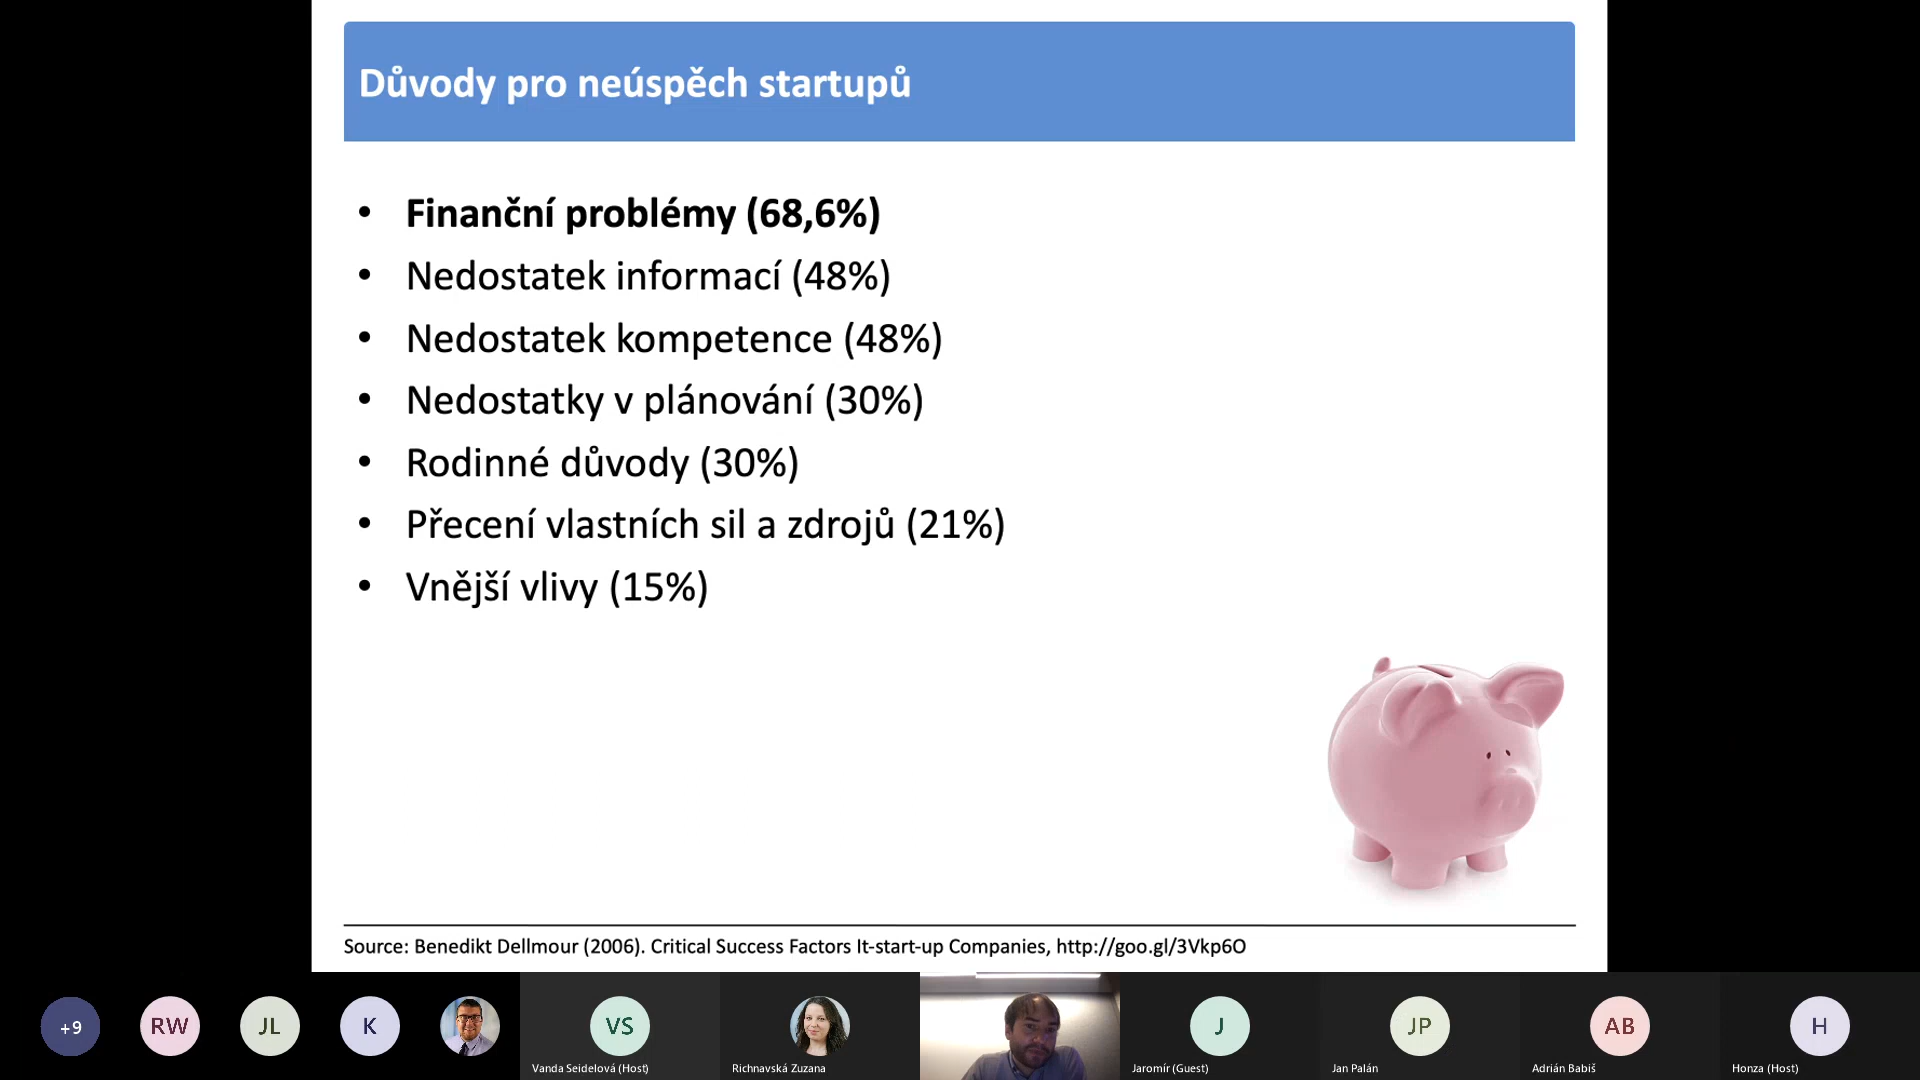 Důvody pro neúspěch startupů
• Finanční problémy (68,6%)
• Nedostatek informací (48%)
• Nedostatek kompetence (48%)
• Nedostatky v plánování (30%)
• Rodinné důvody (30%)
• Přecení vlastních sil a zdrojů (21%)
• Vnější vlivy (15%)
Source: Benedikt Dellmour (2006). Critical Success Factors It-start-up Companies, http://goo.gl/3Vkp6O
+9
RW
JL
K
VS
J
JP
AB
H
Vanda Seidelová (Host)
Richnavská Zuzana
Jaromír (Guest)
Jan Palán
Adrián Babiš
Honza (Host)